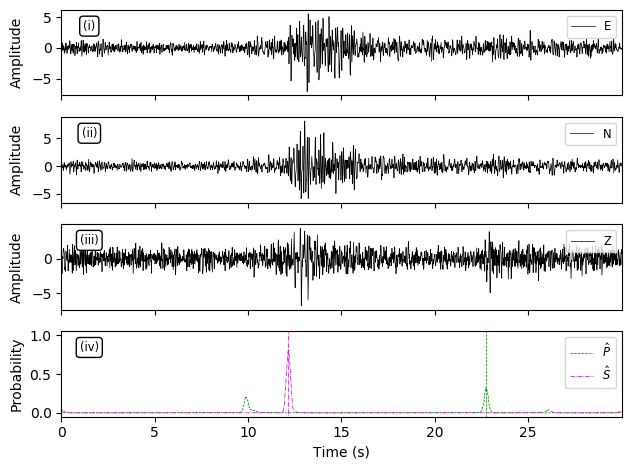 (i)
E
Amplitude
5
0
−5
(ii)
N
Amplitude
5
0
−5
(iii)
Z
Amplitude
0
−5
(iv)
P̂
Ŝ
Probability
1.0
0.5
0.0
0 5 10 15 20 25
Time (s)